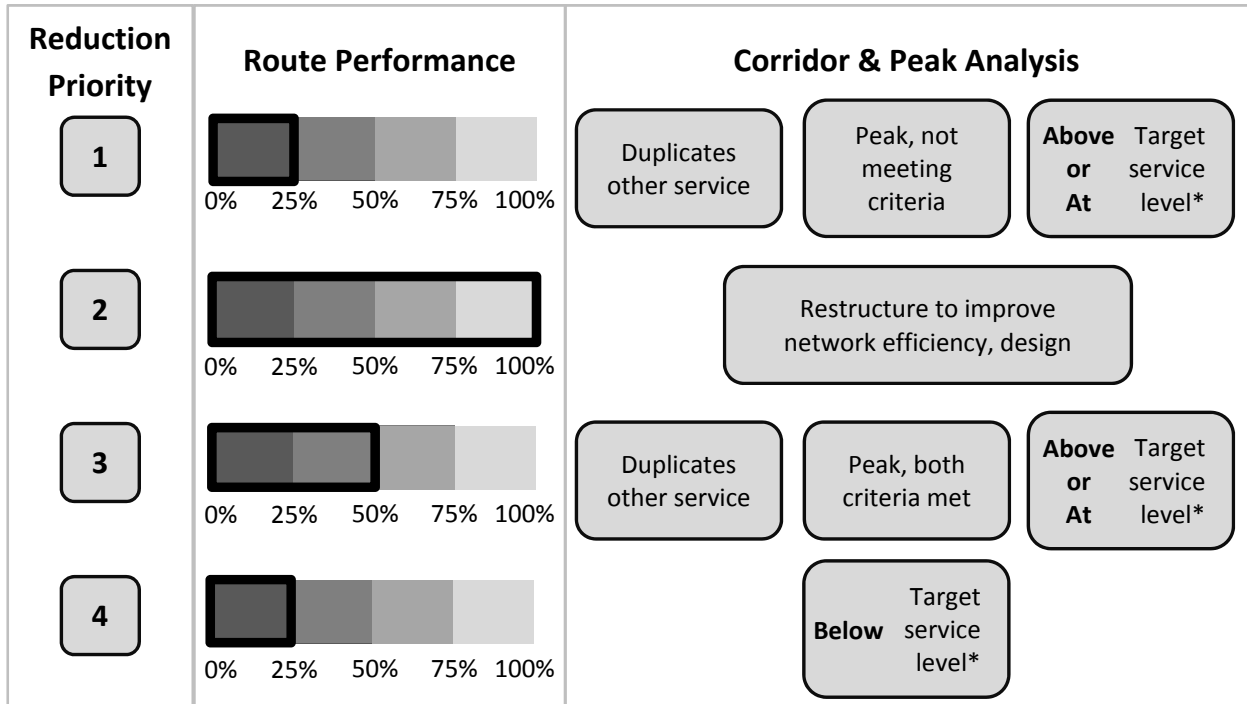 Reduction
Priority
Route Performance
Corridor & Peak Analysis
1
0% 25% 50% 75% 100%
Duplicates
other service
Peak, not
meeting
criteria
Above
or
At
Target
service
level*
2
0% 25% 50% 75% 100%
Restructure to improve
network efficiency, design
3
0% 25% 50% 75% 100%
Duplicates
other service
Peak, both
criteria met
Above
or
At
Target
service
level*
4
0% 25% 50% 75% 100%
Below
Target
service
level*